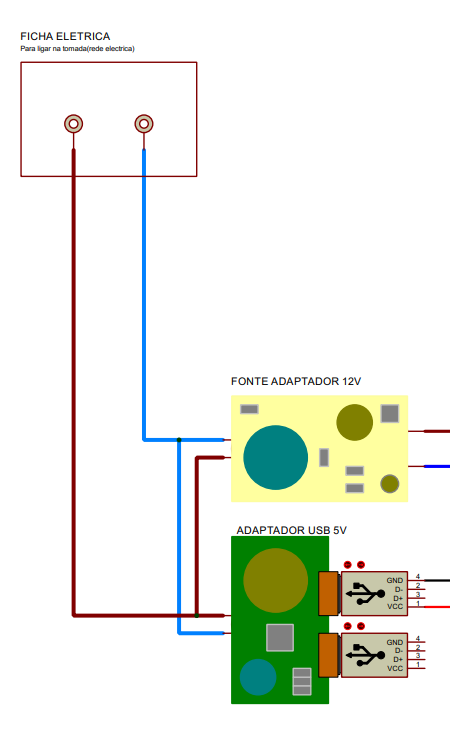 FICHA ELETRICA
Para ligar na tomada(rede electrica)
FONTE ADAPTADOR 12V
ADAPTADOR USB 5V
GND 4
D- 2
D+ 3
VCC 1
GND 4
D- 2
D+ 3
VCC 1